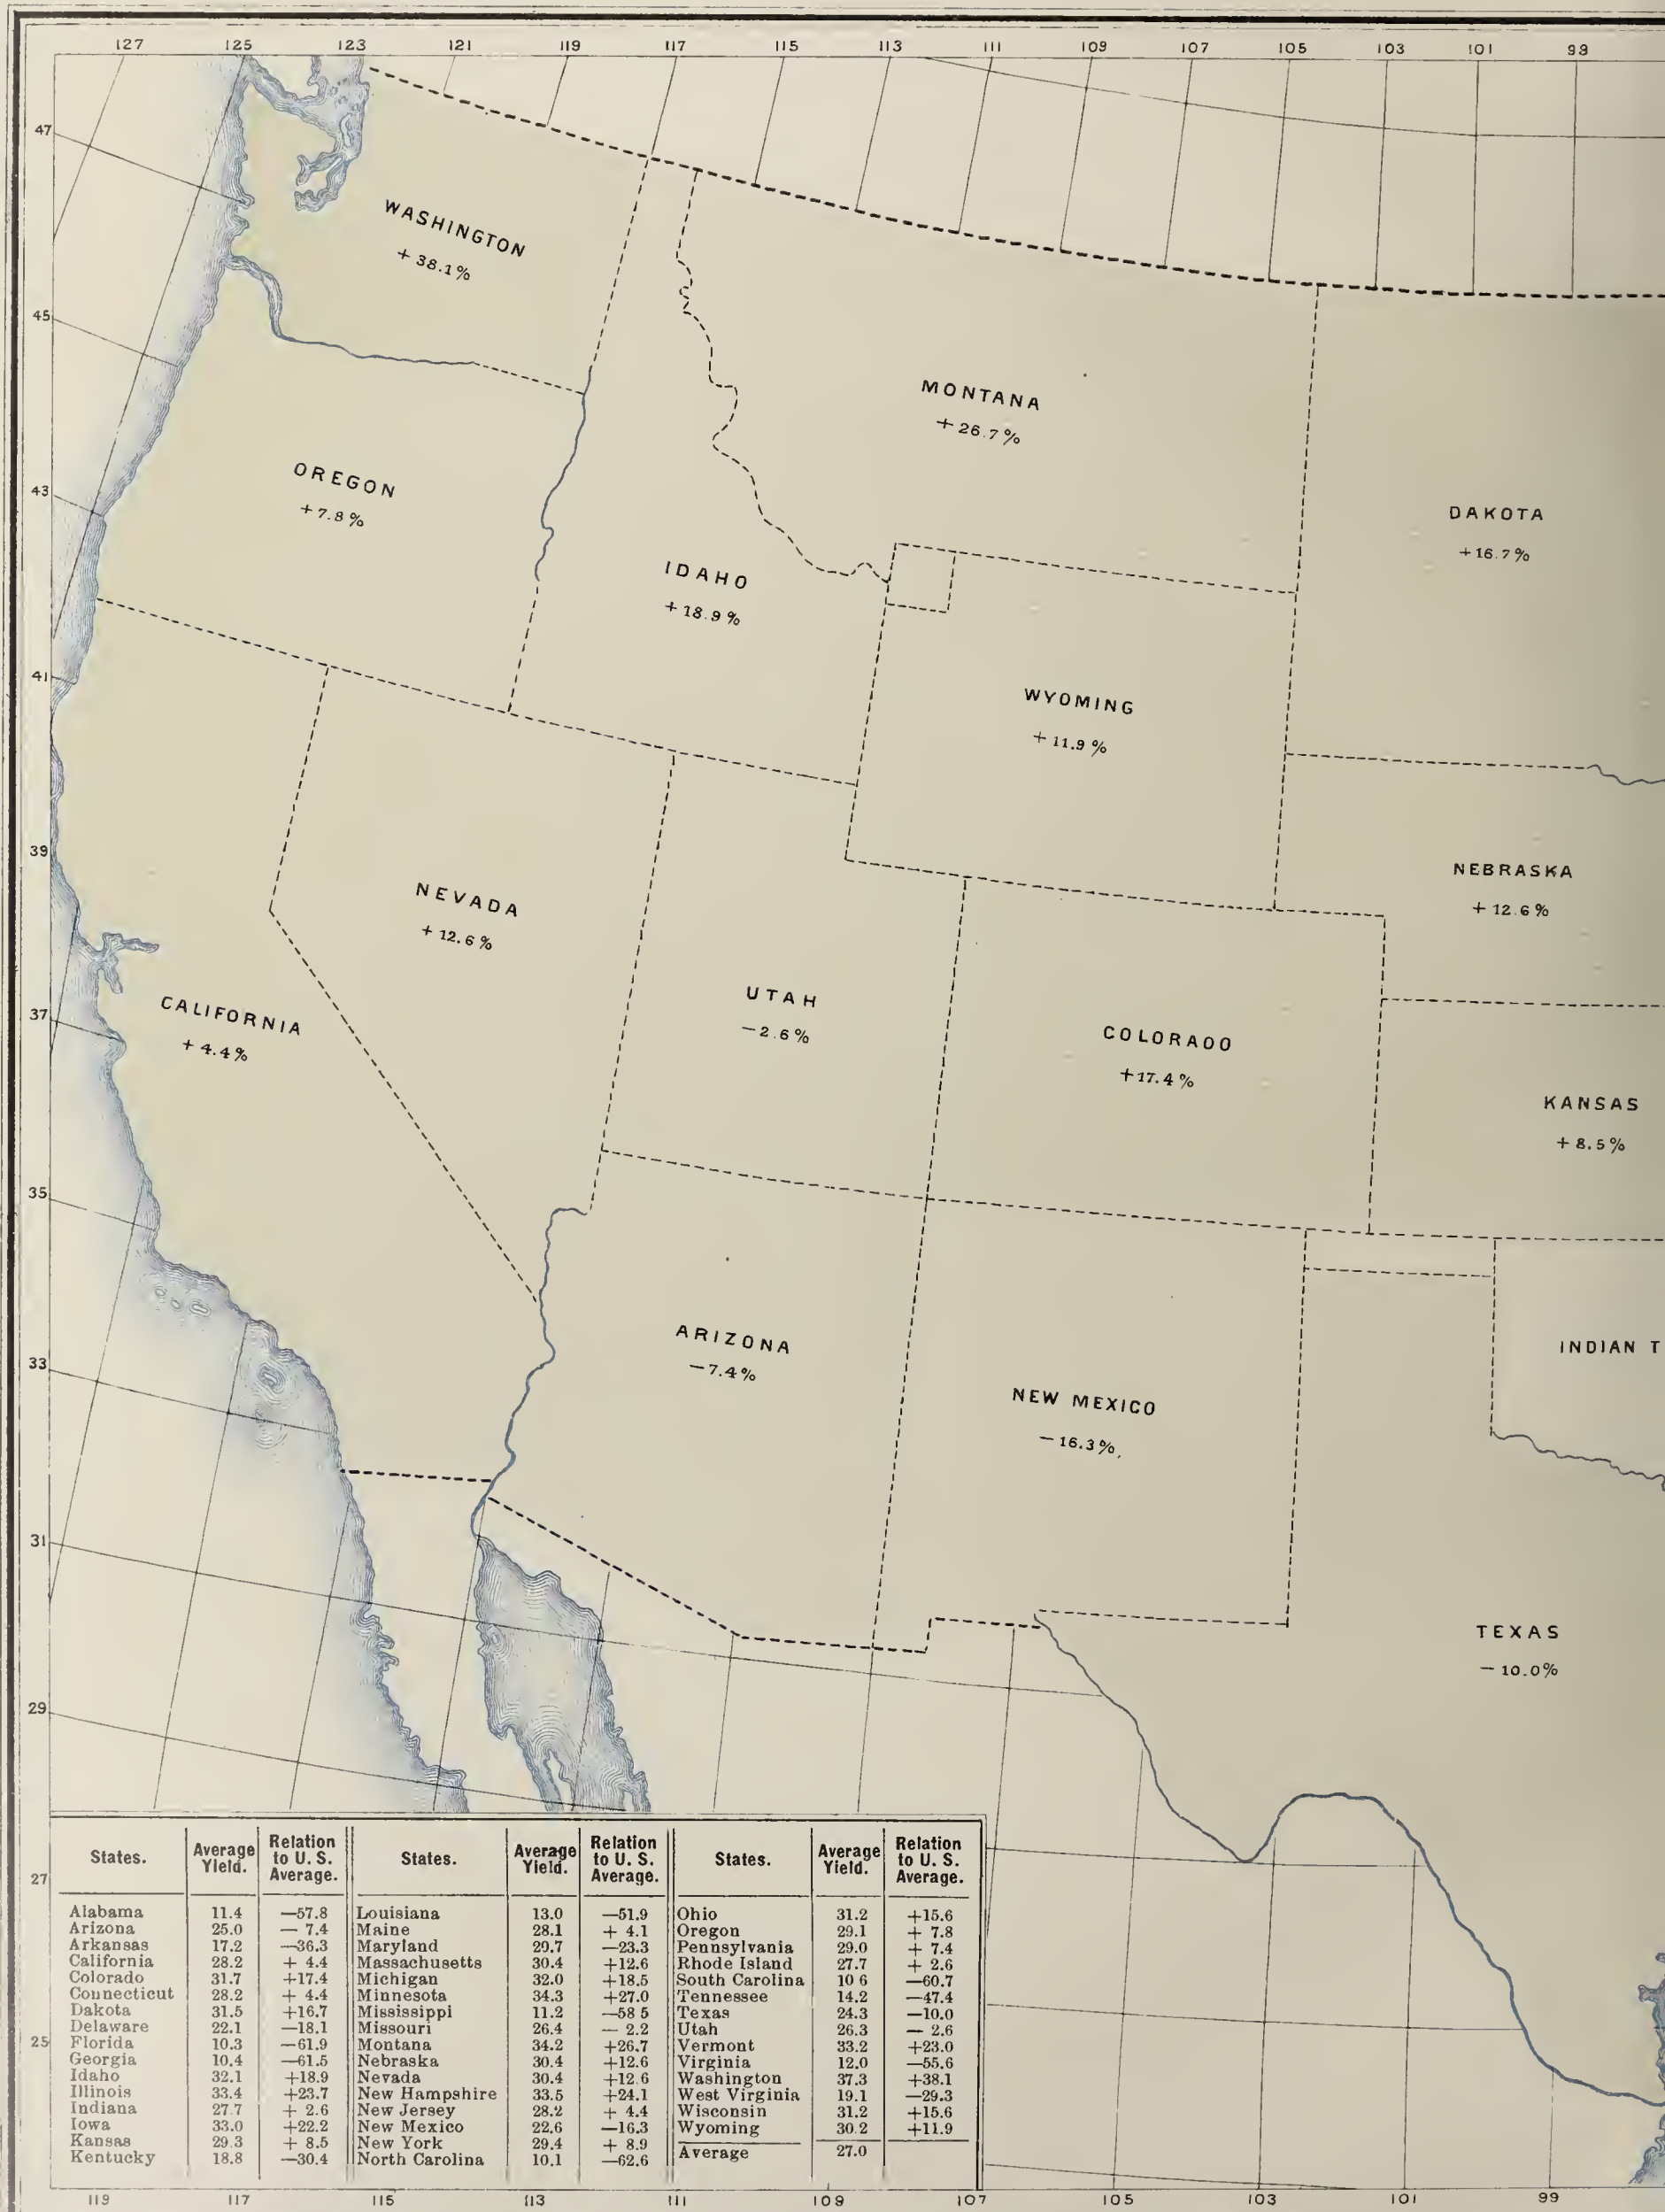 127 125 123 121 119 117 115 113 111 109 107 105 103 101 99
47
WASHINGTON
+ 38.1%
45
MONTANA
+ 26.7%
OREGON
+ 7.8%
43
DAKOTA
+16.7%
IDAHO
+ 18.9%
41
WYOMING
+ 11.9%
39
NEBRASKA
+ 12.6%
NEVADA
+ 12.6%
UTAH
−2.6%
37
CALIFORNIA
+ 4.4%
COLORADO
+17.4%
KANSAS
+ 8.5%
35
33
ARIZONA
−7.4%
INDIAN T
NEW MEXICO
−16.3%
31
TEXAS
−10.0%
29
27
25
States. Average Yield. Relation to U. S. Average. States. Average Yield. Relation to U. S. Average. States. Average Yield. Relation to U. S. Average.
Alabama 11.4 —57.8 Louisiana 13.0 —51.9 Ohio 31.2 +15.6
Arizona 25.0 — 7.4 Maine 28.1 + 4.1 Oregon 29.1 + 7.8
Arkansas 17.2 —36.3 Maryland 29.7 —23.3 Pennsylvania 29.0 + 7.4
California 28.2 + 4.4 Massachusetts 30.4 +12.6 Rhode Island 27.7 + 2.6
Colorado 31.7 +17.4 Michigan 32.0 +18.5 South Carolina 10 6 —60.7
Connecticut 28.2 + 4.4 Minnesota 34.3 +27.0 Tennessee 14.2 —47.4
Dakota 31.5 +16.7 Mississippi 11.2 —58 5 Texas 24.3 —10.0
Delaware 22.1 —18.1 Missouri 26.4 — 2.2 Utah 26.3 — 2.6
Florida 10.3 —61.9 Montana 34.2 +26.7 Vermont 33.2 +23.0
Georgia 10.4 —61.5 Nebraska 30.4 +12.6 Virginia 12.0 —55.6
Idaho 32.1 +18.9 Nevada 30.4 +12.6 Washington 37.3 +38.1
Illinois 33.4 +23.7 New Hampshire 33.5 +24.1 West Virginia 19.1 —29.3
Indiana 27.7 + 2.6 New Jersey 28.2 + 4.4 Wisconsin 31.2 +15.6
Iowa 33.0 +22.2 New Mexico 22.6 —16.3 Wyoming 30.2 +11.9
Kansas 29.3 + 8.5 New York 29.4 + 8.9 Average 27.0
Kentucky 18.8 —30.4 North Carolina 10.1 —62.6
119 117 115 113 111 109 107 105 103 101 99